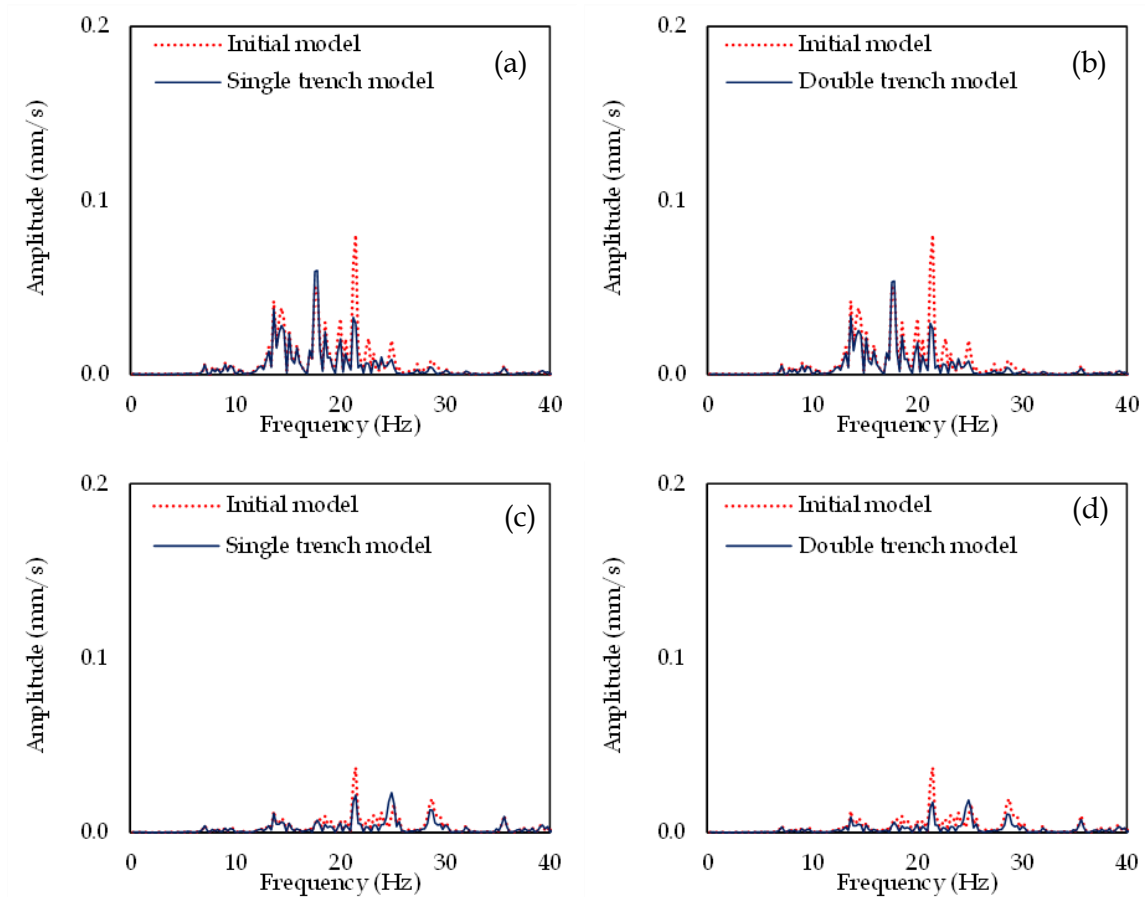 0.2
Initial model
(a)
Single trench model
Amplitude (mm/s)
0.1
0.0
0 10 20 30 40
Frequency (Hz)
0.2
Initial model
(b)
Double trench model
Amplitude (mm/s)
0.1
0.0
0 10 20 30 40
Frequency (Hz)
0.2
Initial model
(c)
Single trench model
Amplitude (mm/s)
0.1
0.0
0 10 20 30 40
Frequency (Hz)
0.2
Initial model
(d)
Double trench model
Amplitude (mm/s)
0.1
0.0
0 10 20 30 40
Frequency (Hz)